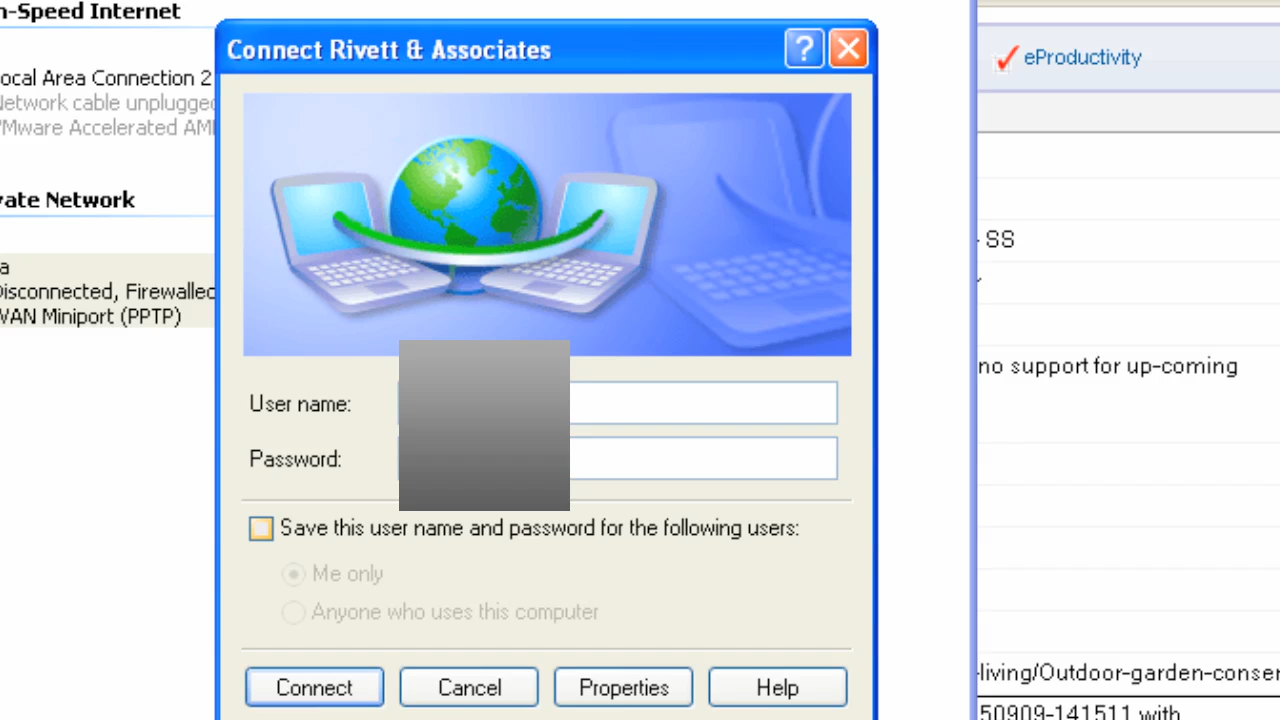 n-Speed Internet
ocal Area Connection 2
Network cable unplugged
VMware Accelerated AM
vate Network
a
Disconnected, Firewalled
WAN Miniport (PPTP)
Connect Rivett & Associates
User name:
Password:
Save this user name and password for the following users:
Me only
Anyone who uses this computer
Connect
Cancel
Properties
Help
eProductivity
- SS
no support for up-coming
-living/Outdoor-garden-conser
50909-141511 with